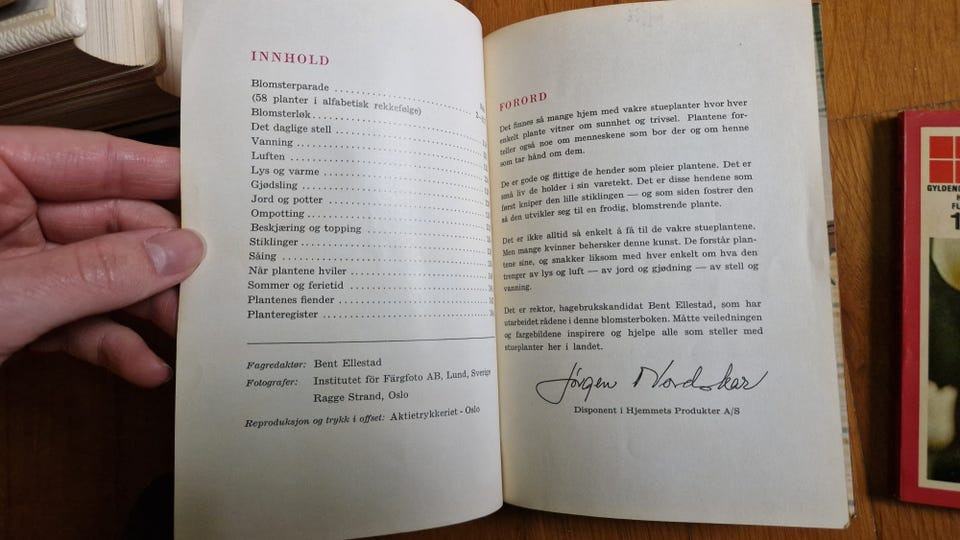 INNHOLD
Blomsterparade
(58 planter i alfabetisk rekkefølge)
Blomsterløk
Det daglige stell
Vanning
Luften
Lys og varme
Gjødsling
Jord og potter
Ompotting
Beskjæring og topping
Stiklinger
Såing
Når plantene hviler
Sommer og ferietid
Plantenes fiender
Planteregister
Fagredaktør: Bent Ellestad
Fotografer: Institutet för Färgfoto AB, Lund, Sverige
Ragge Strand, Oslo
Reproduksjon og trykk i offset: Aktietrykkeriet - Oslo
FORORD
Det finnes så mange hjem med vakre stueplanter hvor hver
enkelt plante vitner om sunnhet og trivsel. Plantene for-
teller også noe om menneskene som bor der og om henne
som tar hånd om dem.
De er gode og flittige de hender som pleier plantene. Det er
små liv de holder i sin varetekt. Det er disse hendene som
først kniper den lille stiklingen — og som siden fostrer den
så den utvikler seg til en frodig, blomstrende plante.
Det er ikke alltid så enkelt å få til de vakre stueplantene.
Men mange kvinner behersker denne kunst. De forstår plan-
tene sine, og snakker liksom med hver enkelt om hva den
trenger av lys og luft — av jord og gjødning — av stell og
vanning.
Det er rektor, hagebrukskandidat Bent Ellestad, som har
utarbeidet rådene i denne blomsterboken. Måtte veiledningen
og fargebildene inspirere og hjelpe alle som steller med
stueplanter her i landet.
Jørgen Nordskar
Disponent i Hjemmets Produkter A/S